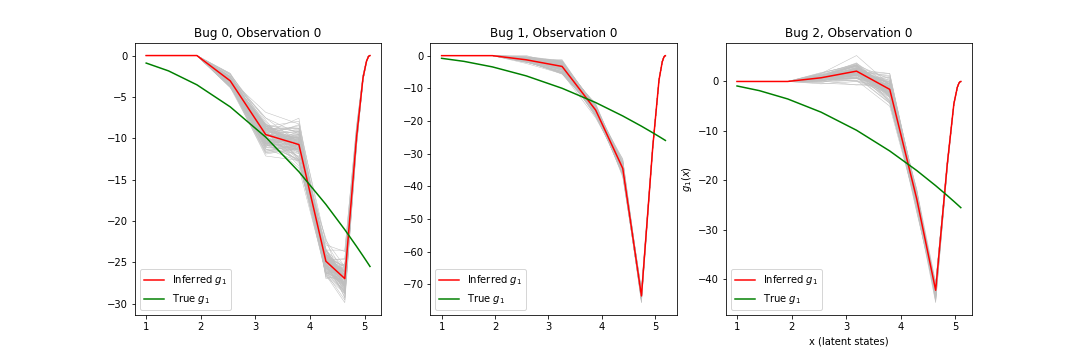 Bug 0, Observation 0
0
−5
−10
−15
−20
−25
−30
1 2 3 4 5
Inferred g₁
True g₁
Bug 1, Observation 0
0
−10
−20
−30
−40
−50
−60
−70
1 2 3 4 5
Inferred g₁
True g₁
Bug 2, Observation 0
g₁(x)
0
−10
−20
−30
−40
1 2 3 4 5
x (latent states)
Inferred g₁
True g₁